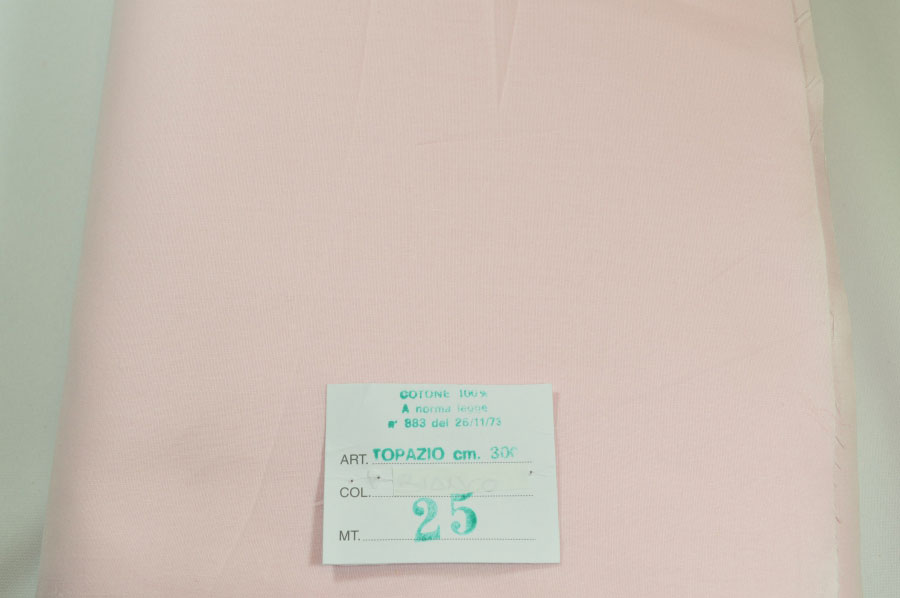 COTONE 100%
A norma legge
n° 883 del 26/11/73
ART. TOPAZIO cm. 300
COL.
MT. 25